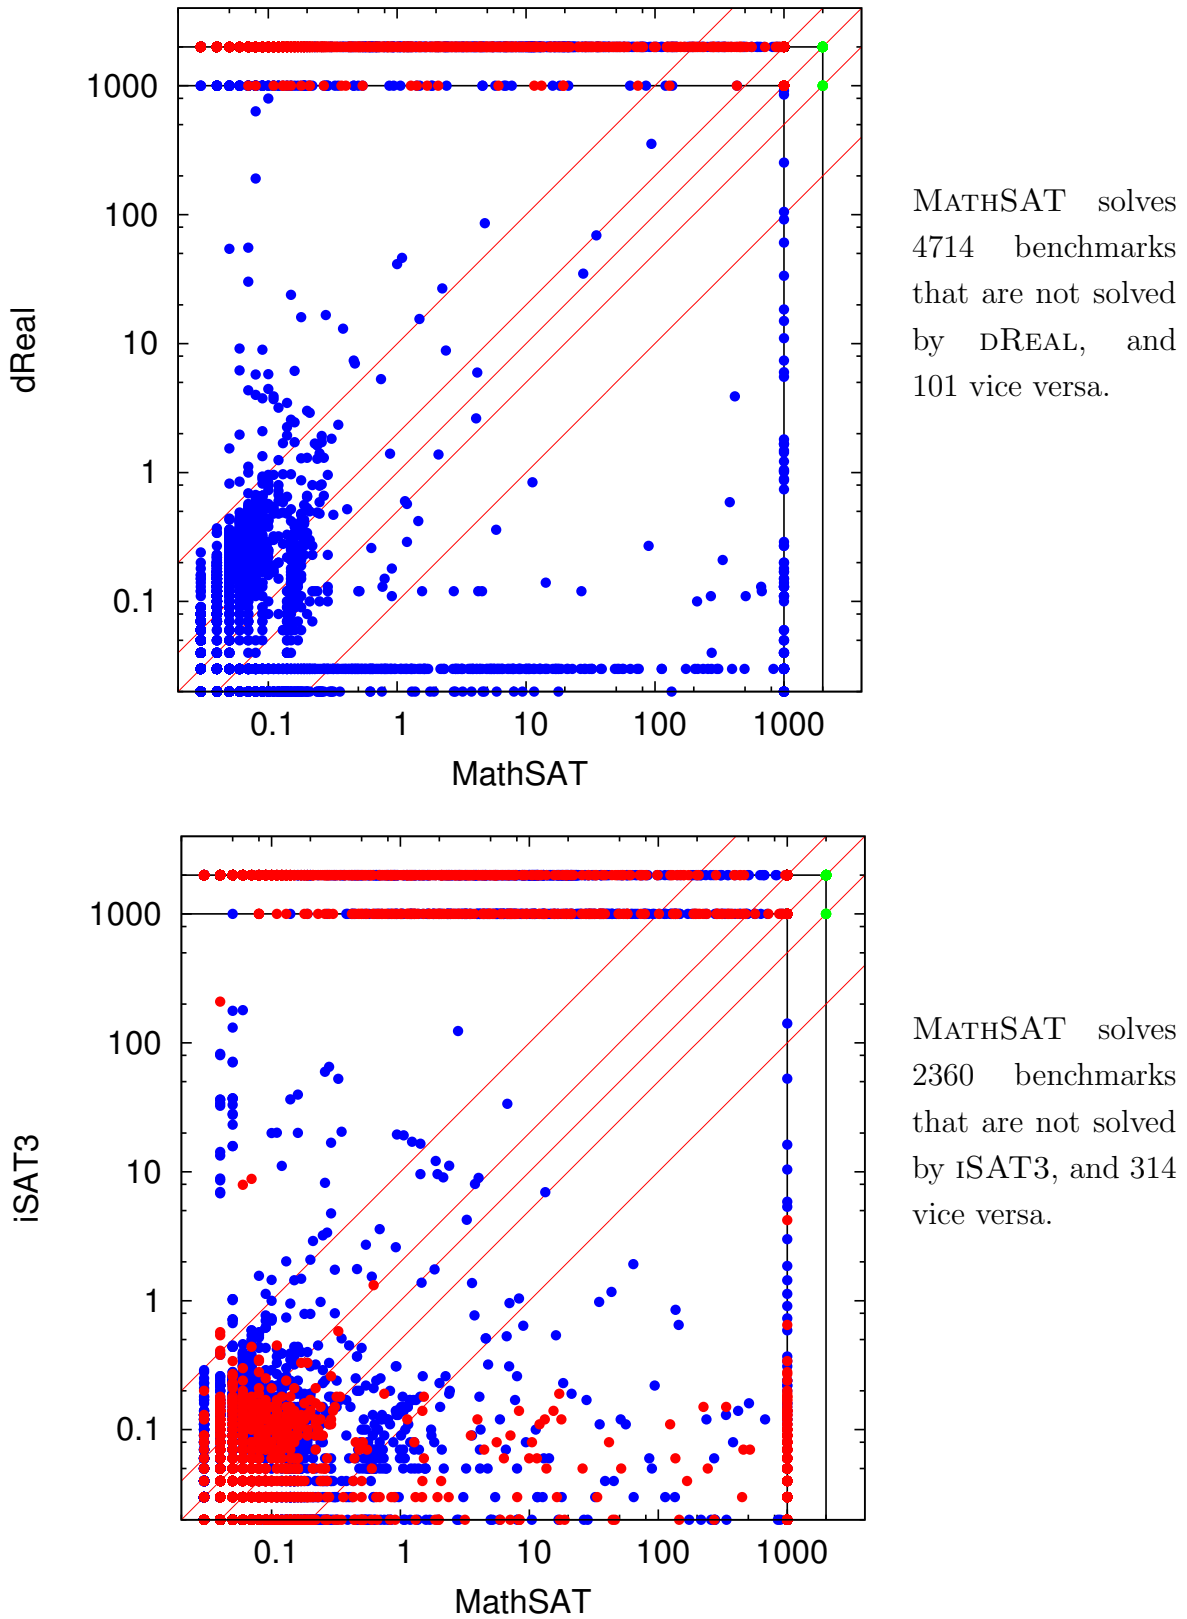 1000
100
10
1
0.1
dReal
0.1 1 10 100 1000
MathSAT
MATHSAT solves
4714 benchmarks
that are not solved
by DREAL, and
101 vice versa.
1000
100
10
1
0.1
iSAT3
0.1 1 10 100 1000
MathSAT
MATHSAT solves
2360 benchmarks
that are not solved
by ISAT3, and 314
vice versa.